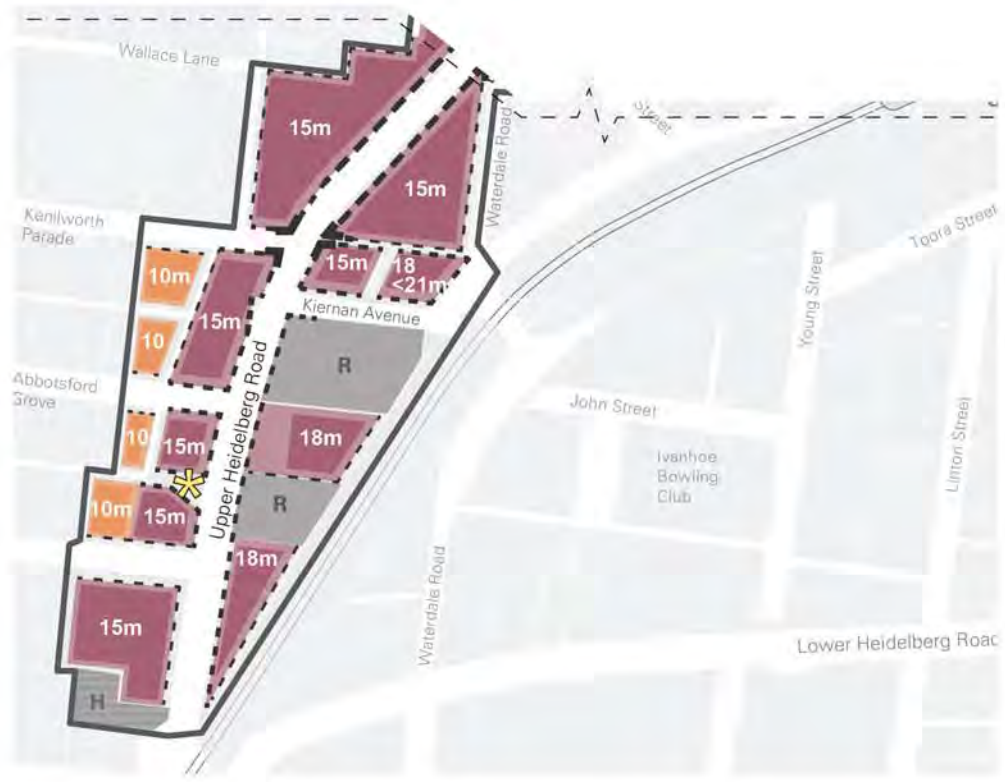 Wallace Lane
15m
15m
Waterdale Road
Street
Kenilworth
Parade
Toora Street
10m
15m
15m
18
<21m
Kiernan Avenue
10
R
Young Street
Abbotsford
Grove
Upper Heidelberg Road
John Street
10
15m
18m
Ivanhoe
Bowling
Club
Linton Street
10m
15m
R
18m
Waterdale Road
15m
Lower Heidelberg Road
H